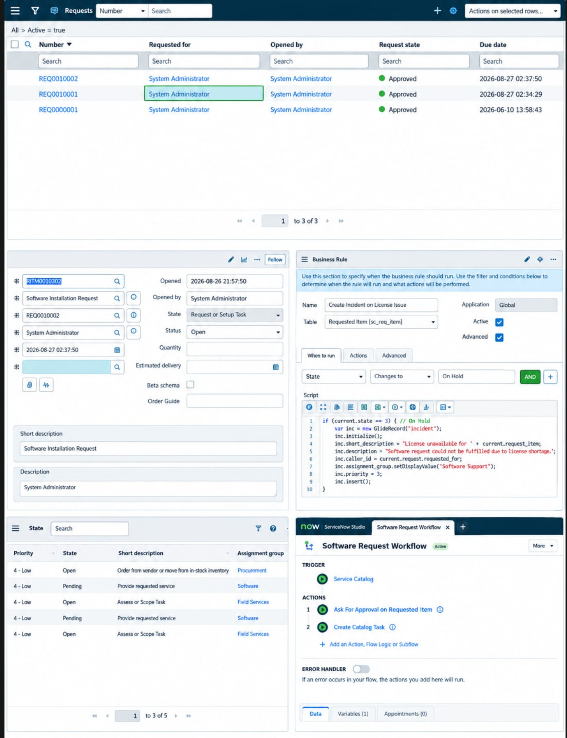 Requests Number Search Actions on selected rows...
All > Active = true
Number ▼ Requested for Opened by Request state Due date
Search Search Search Search Search
REQ0010002 System Administrator System Administrator Approved 2026-08-27 02:37:50
REQ0010001 System Administrator System Administrator Approved 2026-08-27 02:34:29
REQ0000001 System Administrator System Administrator Approved 2026-06-10 13:58:43
1 to 3 of 3
Follow
RITM0010302
Software Installation Request
REQ0010002
System Administrator
2026-08-27 02:37:50
Opened 2026-08-26 21:57:50
Opened by System Administrator
State Request or Setup Task
Status Open
Quantity
Estimated delivery
Beta schema
Order Guide
Short description
Software Installation Request
Description
System Administrator
Business Rule
Use this section to specify when the business rule should run. Use the filter and conditions below to
determine when the rule will run and what actions will be performed.
Name Create Incident on License Issue Application Global
Table Requested Item [sc_req_item] Active
Advanced
When to run Actions Advanced
State Changes to On Hold AND +
Script
1 if (current.state == 3) { // On Hold
2 var inc = new GlideRecord("incident");
3 inc.initialize();
4 inc.short_description = "License unavailable for " + current.request_item;
5 inc.description = "Software request could not be fulfilled due to license shortage.";
6 inc.caller_id = current.request.requested_for;
7 inc.assignment_group.setDisplayValue("Software Support");
8 inc.priority = 3;
9 inc.insert();
10 }
State Search
Priority State Short description Assignment group
4 - Low Open Order from vendor or move from in-stock inventory Procurement
4 - Low Pending Provide requested service Software
4 - Low Open Assess or Scope Task Field Services
4 - Low Pending Provide requested service Software
4 - Low Open Assess or Scope Task Field Services
1 to 3 of 5
now ServiceNow Studio Software Request Workflow × +
Software Request Workflow Active More
TRIGGER
Service Catalog
ACTIONS
1 Ask For Approval on Requested Item
2 Create Catalog Task
+ Add an Action, Flow Logic or Subflow
ERROR HANDLER
If an error occurs in your flow, the actions you add here will run.
Data Variables (1) Appointments (0)